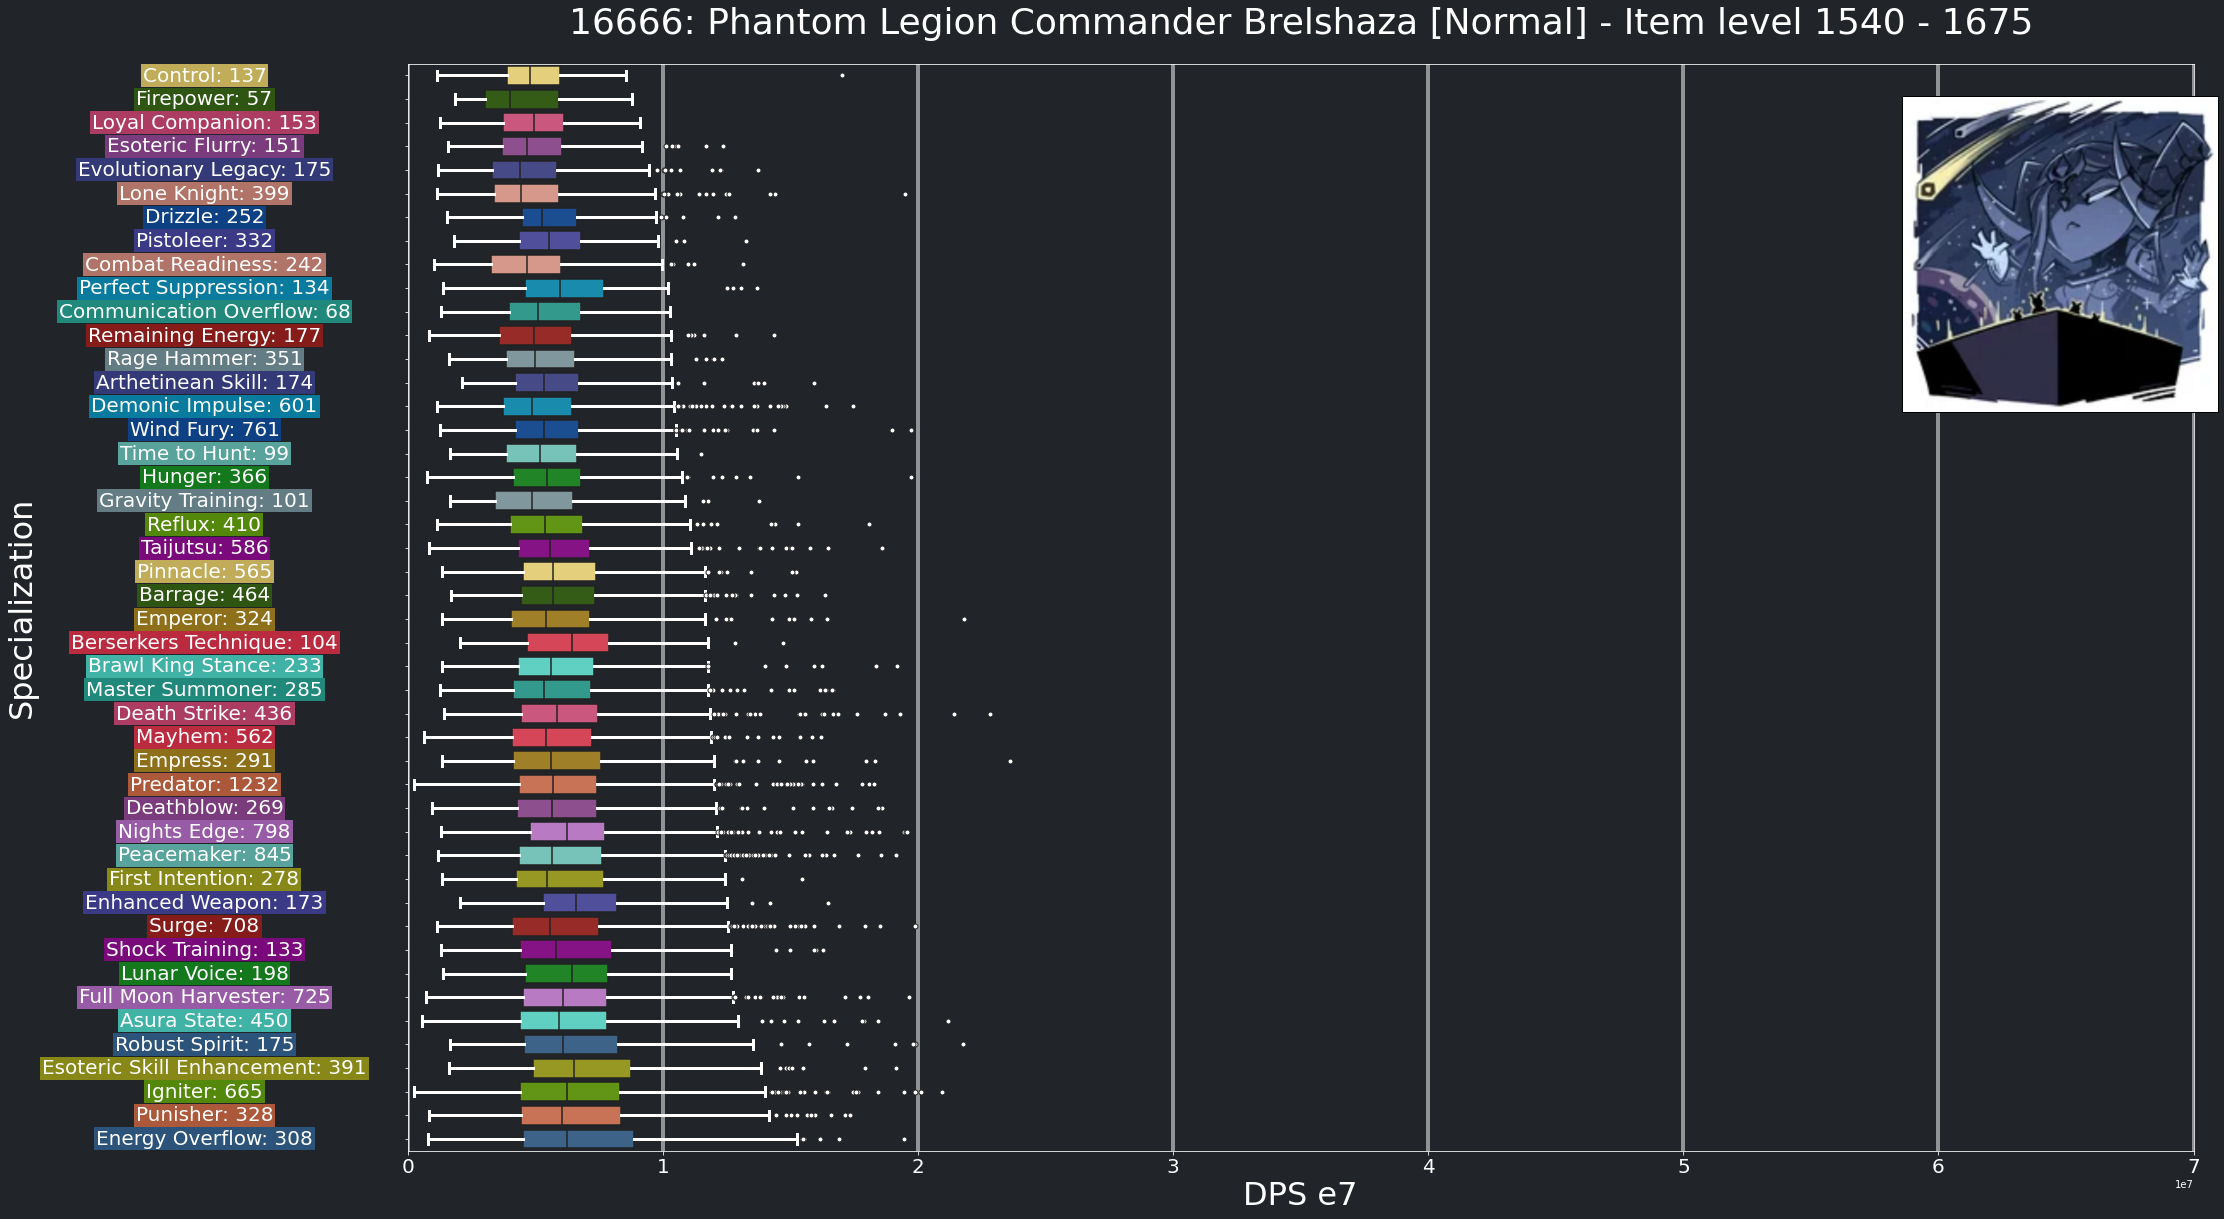 16666: Phantom Legion Commander Brelshaza [Normal] - Item level 1540 - 1675
Specialization
Control: 137
Firepower: 57
Loyal Companion: 153
Esoteric Flurry: 151
Evolutionary Legacy: 175
Lone Knight: 399
Drizzle: 252
Pistoleer: 332
Combat Readiness: 242
Perfect Suppression: 134
Communication Overflow: 68
Remaining Energy: 177
Rage Hammer: 351
Arthetinean Skill: 174
Demonic Impulse: 601
Wind Fury: 761
Time to Hunt: 99
Hunger: 366
Gravity Training: 101
Reflux: 410
Taijutsu: 586
Pinnacle: 565
Barrage: 464
Emperor: 324
Berserkers Technique: 104
Brawl King Stance: 233
Master Summoner: 285
Death Strike: 436
Mayhem: 562
Empress: 291
Predator: 1232
Deathblow: 269
Nights Edge: 798
Peacemaker: 845
First Intention: 278
Enhanced Weapon: 173
Surge: 708
Shock Training: 133
Lunar Voice: 198
Full Moon Harvester: 725
Asura State: 450
Robust Spirit: 175
Esoteric Skill Enhancement: 391
Igniter: 665
Punisher: 328
Energy Overflow: 308
0 1 2 3 4 5 6 7
1e7
DPS e7